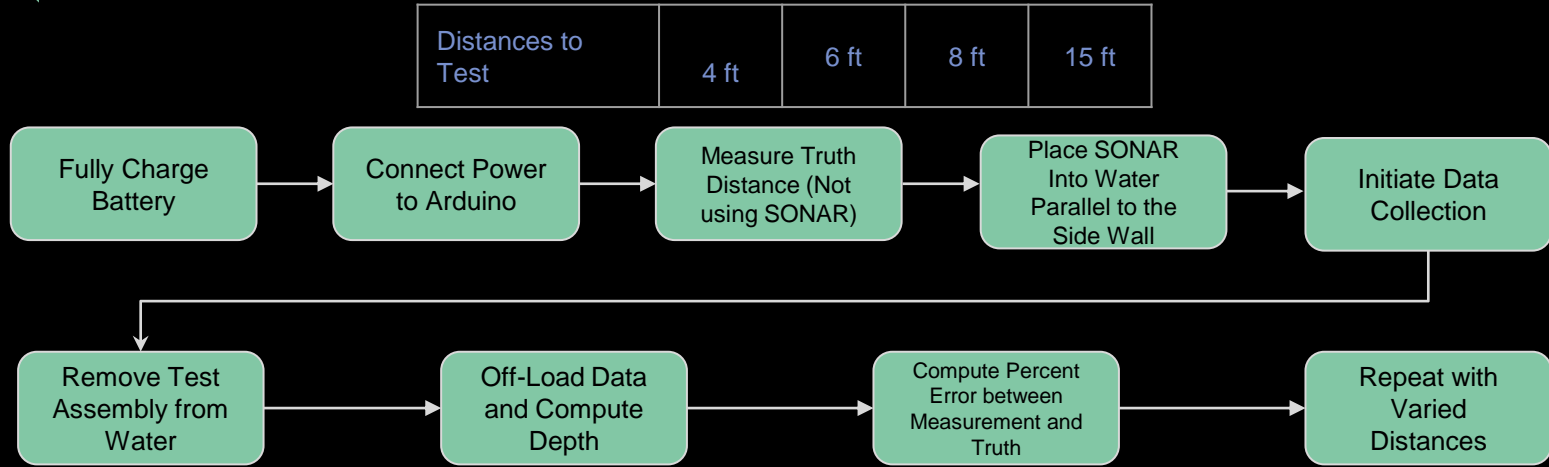 Distances to
Test
4 ft
6 ft
8 ft
15 ft
Fully Charge
Battery
Connect Power
to Arduino
Measure Truth
Distance (Not
using SONAR)
Place SONAR
Into Water
Parallel to the
Side Wall
Initiate Data
Collection
Remove Test
Assembly from
Water
Off-Load Data
and Compute
Depth
Compute Percent
Error between
Measurement and
Truth
Repeat with
Varied
Distances